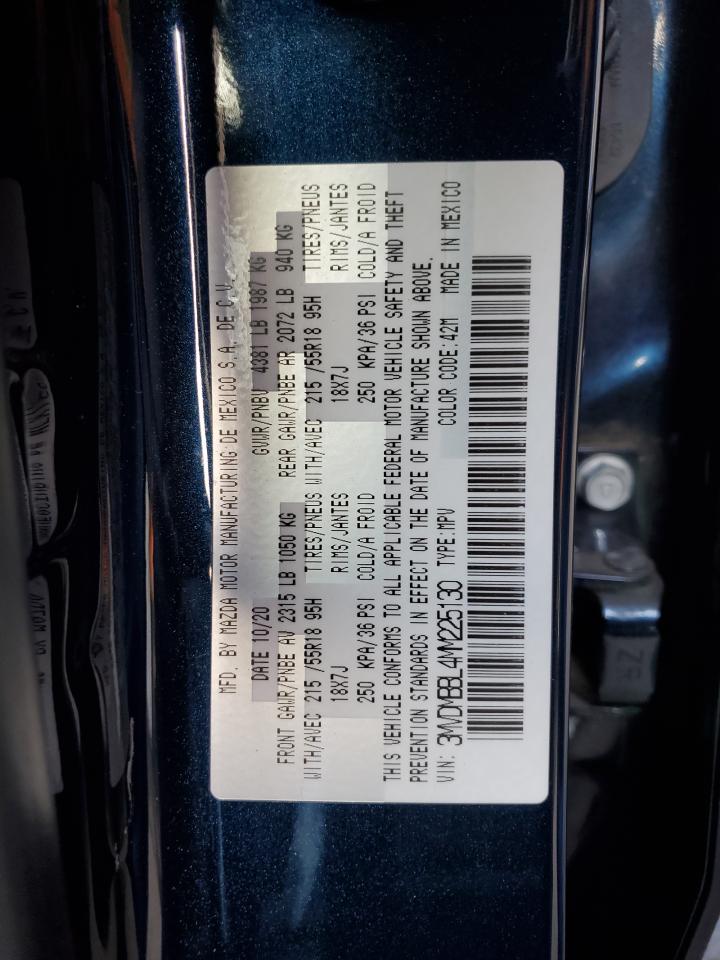 MFD. BY MAZDA MOTOR MANUFACTURING DE MEXICO S.A. DE C.V.
DATE 10/20 GVWR/PNBV 4381 LB 1987 KG
FRONT GAWR/PNBE AV 2315 LB 1050 KG REAR GAWR/PNBE AR 2072 LB 940 KG
WITH/AVEC 215 /55R18 95H TIRES/PNEUS WITH/AVEC 215 /55R18 95H TIRES/PNEUS
18X7J RIMS/JANTES 18X7J RIMS/JANTES
250 KPA/36 PSI COLD/A FROID 250 KPA/36 PSI COLD/A FROID
THIS VEHICLE CONFORMS TO ALL APPLICABLE FEDERAL MOTOR VEHICLE SAFETY AND THEFT
PREVENTION STANDARDS IN EFFECT ON THE DATE OF MANUFACTURE SHOWN ABOVE.
VIN: 3MVDMBBL4MM225130 TYPE:MPV COLOR CODE:42M MADE IN MEXICO